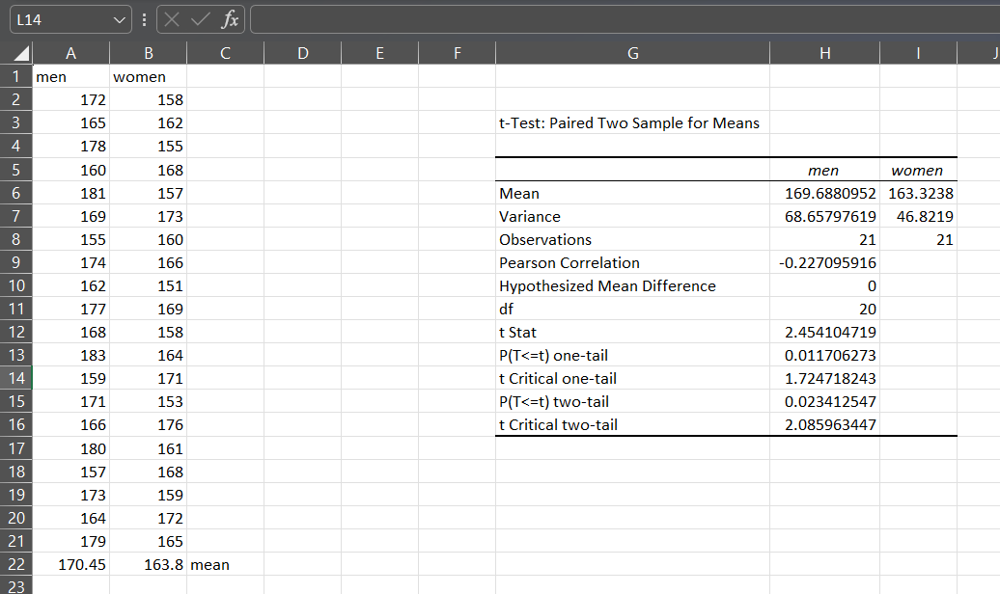 L14 fx
A B C D E F G H I J
1 men women
2 172 158
3 165 162 t-Test: Paired Two Sample for Means
4 178 155
5 160 168 men women
6 181 157 Mean 169.6880952 163.3238
7 169 173 Variance 68.65797619 46.8219
8 155 160 Observations 21 21
9 174 166 Pearson Correlation -0.227095916
10 162 151 Hypothesized Mean Difference 0
11 177 169 df 20
12 168 158 t Stat 2.454104719
13 183 164 P(T<=t) one-tail 0.011706273
14 159 171 t Critical one-tail 1.724718243
15 171 153 P(T<=t) two-tail 0.023412547
16 166 176 t Critical two-tail 2.085963447
17 180 161
18 157 168
19 173 159
20 164 172
21 179 165
22 170.45 163.8 mean
23